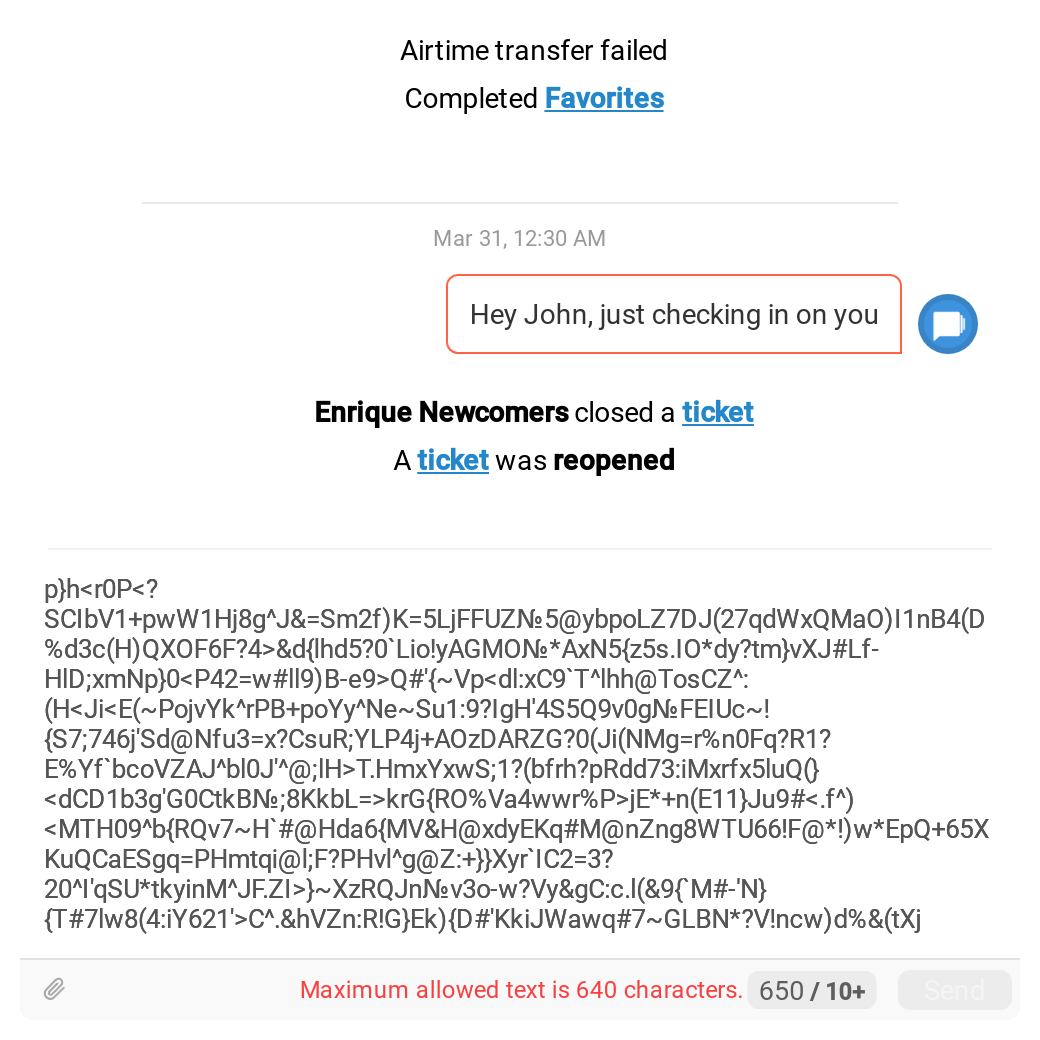 Airtime transfer failed
Completed Favorites
Mar 31, 12:30 AM
Hey John, just checking in on you
Enrique Newcomers closed a ticket
A ticket was reopened
p}h<r0P<?
SCIbV1+pwW1Hj8g^J&=Sm2f)K=5LjFFUZ№5@ybpoLZ7DJ(27qdWxQMaO)I1nB4(D
%d3c(H)QXOF6F?4>&d{lhd5?0`Lio!yAGMO№*AxN5{z5s.IO*dy?tm}vXJ#Lf-
HlD;xmNp}0<P42=w#ll9)B-e9>Q#'{~Vp<dl:xC9`T^lhh@TosCZ^:
(H<Ji<E(~PojvYk^rPB+poYy^Ne~Su1:9?IgH'4S5Q9v0g№FEIUc~!
{S7;746j'Sd@Nfu3=x?CsuR;YLP4j+AOzDARZG?0(Ji(NMg=r%n0Fq?R1?
E%Yf`bcoVZAJ^bl0J'^@;lH>T.HmxYxwS;1?(bfrh?pRdd73:iMxrfx5luQ(}
<dCD1b3g'G0CtkB№;8KkbL=>krG{RO%Va4wwr%P>jE*+n(E11}Ju9#<.f^)
<MTH09^b{RQv7~H`#@Hda6{MV&H@xdyEKq#M@nZng8WTU66!F@*!)w*EpQ+65X
KuQCaESgq=PHmtqi@l;F?PHvl^g@Z:+}}Xyr`IC2=3?
20^I'qSU*tkyinM^JF.ZI>}~XzRQJn№v3o-w?Vy&gC:c.l(&9{`M#-'N}
{T#7lw8(4:iY621'>C^.&hVZn:R!G}Ek){D#'KkiJWawq#7~GLBN*?V!ncw)d%&(tXj
Maximum allowed text is 640 characters. 650 / 10+ Send